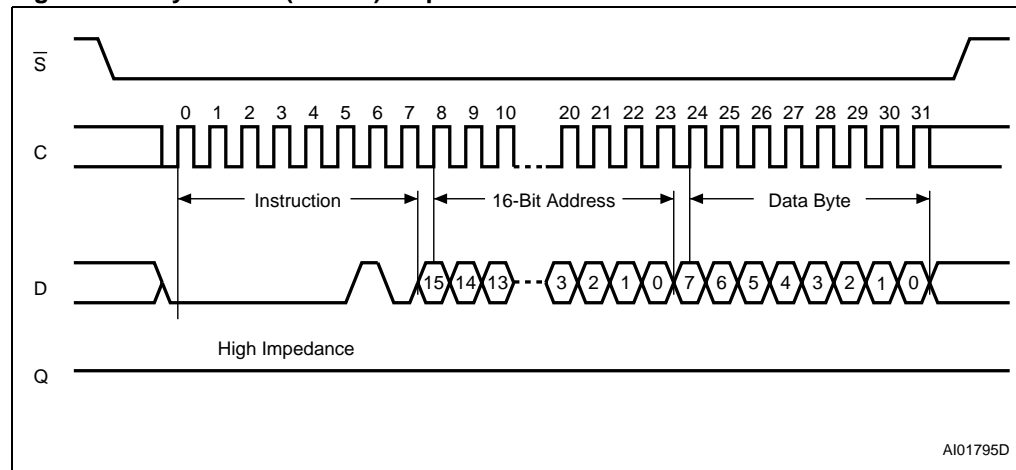 S
0 1 2 3 4 5 6 7 8 9 10 20 21 22 23 24 25 26 27 28 29 30 31
C
Instruction 16-Bit Address Data Byte
D 15 14 13 3 2 1 0 7 6 5 4 3 2 1 0
High Impedance
Q
AI01795D